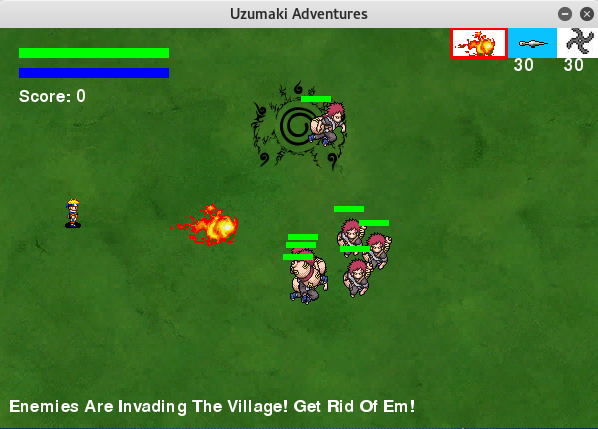 Uzumaki Adventures
30 30
Score: 0
Enemies Are Invading The Village! Get Rid Of Em!